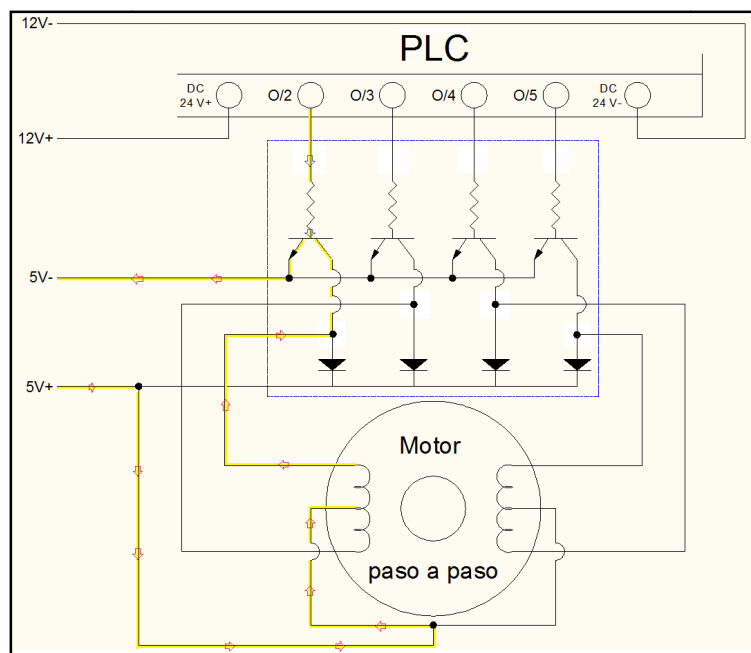 12V-
PLC
DC
24 V+
O/2
O/3
O/4
O/5
DC
24 V-
12V+
5V-
5V+
Motor
paso a paso